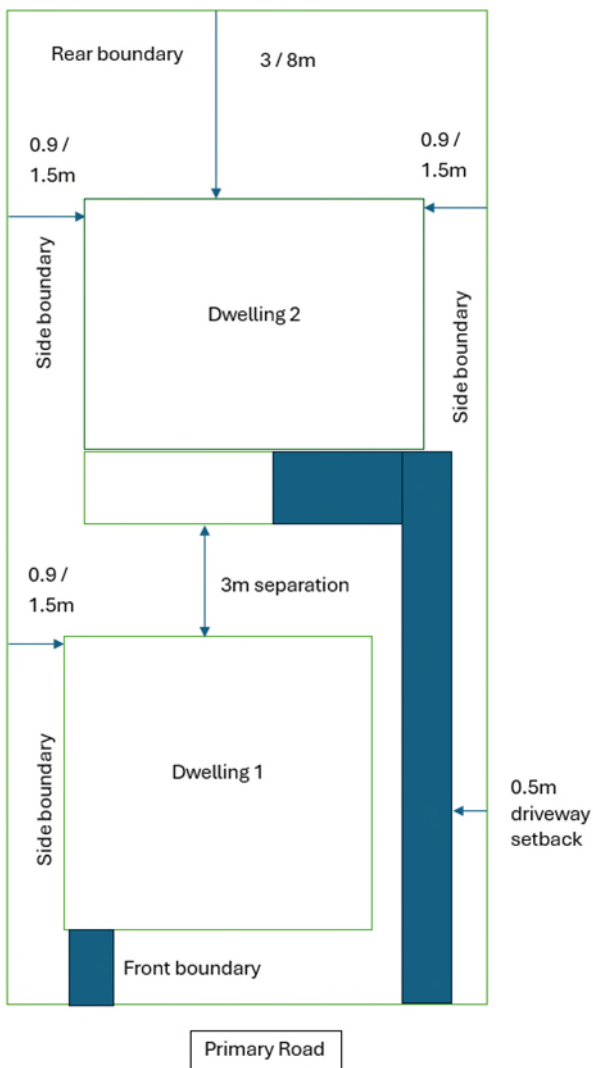 Rear boundary
3 / 8m
0.9 /
1.5m
0.9 /
1.5m
Side boundary
Dwelling 2
Side boundary
3m separation
0.9 /
1.5m
Side boundary
Dwelling 1
0.5m
driveway
setback
Front boundary
Primary Road